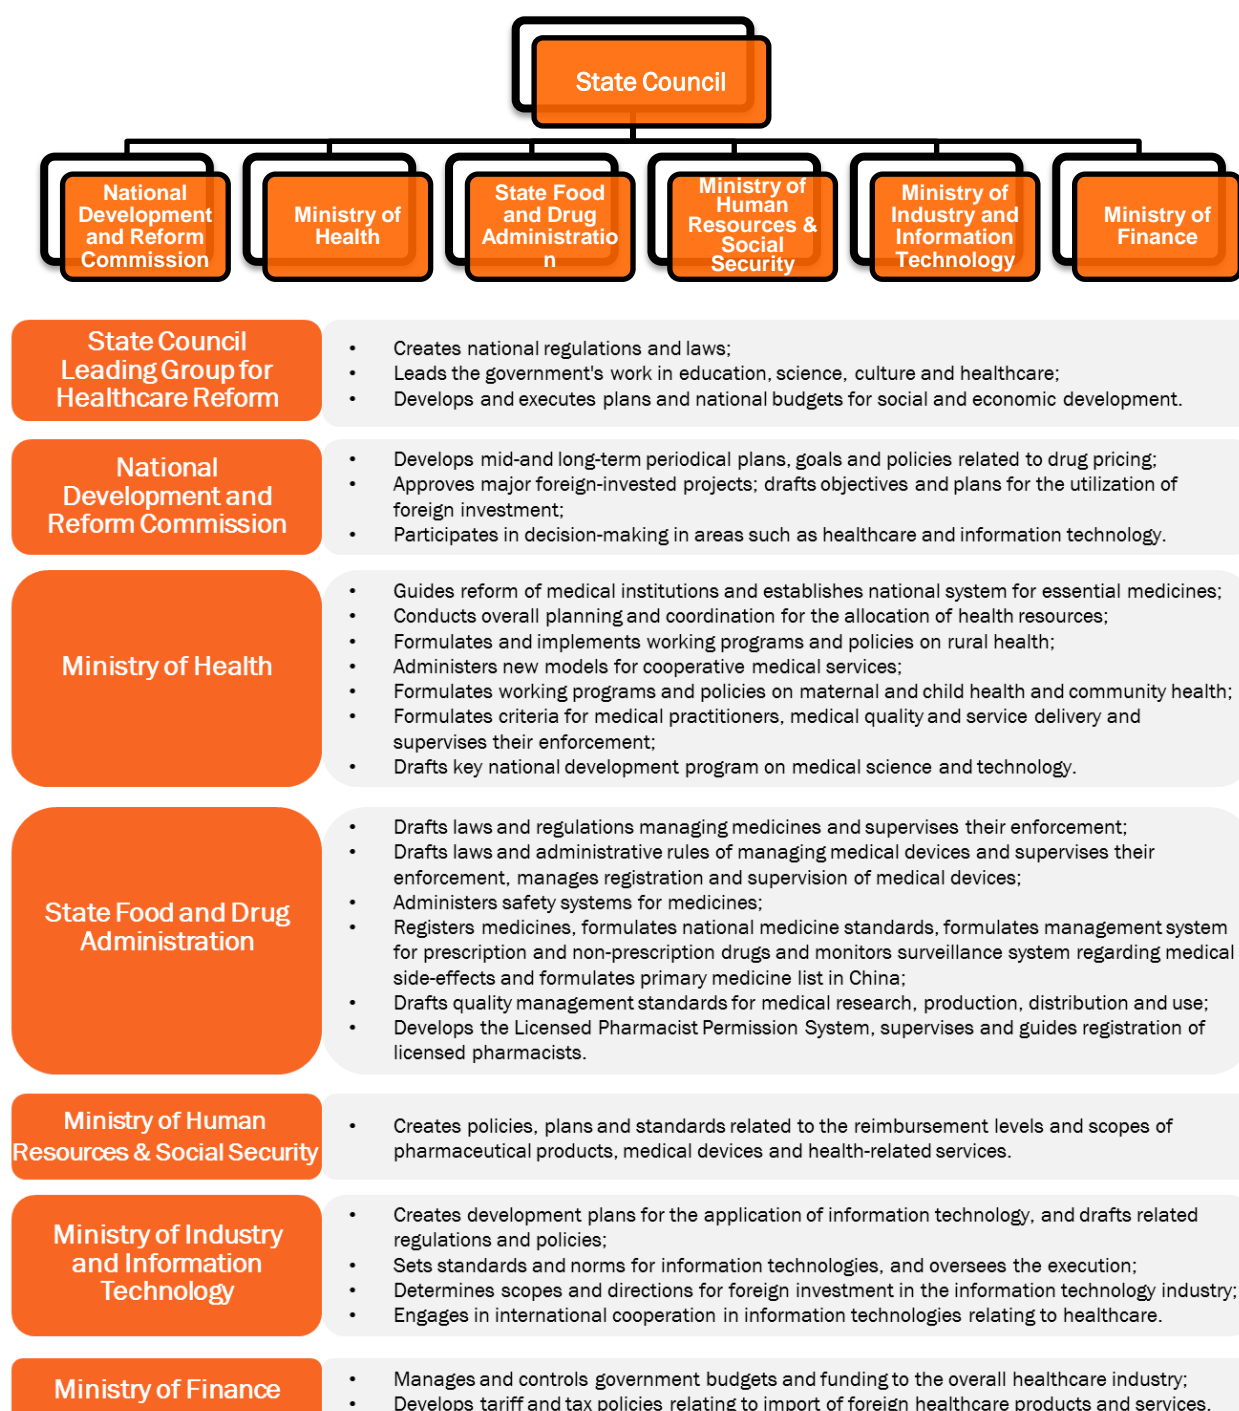 State Council
National
Development
and Reform
Commission
Ministry of
Health
State Food
and Drug
Administratio
n
Ministry of
Human
Resources &
Social
Security
Ministry of
Industry and
Information
Technology
Ministry of
Finance
State Council
Leading Group for
Healthcare Reform
• Creates national regulations and laws;
• Leads the government's work in education, science, culture and healthcare;
• Develops and executes plans and national budgets for social and economic development.
National
Development and
Reform Commission
• Develops mid-and long-term periodical plans, goals and policies related to drug pricing;
• Approves major foreign-invested projects; drafts objectives and plans for the utilization of
foreign investment;
• Participates in decision-making in areas such as healthcare and information technology.
Ministry of Health
• Guides reform of medical institutions and establishes national system for essential medicines;
• Conducts overall planning and coordination for the allocation of health resources;
• Formulates and implements working programs and policies on rural health;
• Administers new models for cooperative medical services;
• Formulates working programs and policies on maternal and child health and community health;
• Formulates criteria for medical practitioners, medical quality and service delivery and
supervises their enforcement;
• Drafts key national development program on medical science and technology.
State Food and Drug
Administration
• Drafts laws and regulations managing medicines and supervises their enforcement;
• Drafts laws and administrative rules of managing medical devices and supervises their
enforcement, manages registration and supervision of medical devices;
• Administers safety systems for medicines;
• Registers medicines, formulates national medicine standards, formulates management system
for prescription and non-prescription drugs and monitors surveillance system regarding medical
side-effects and formulates primary medicine list in China;
• Drafts quality management standards for medical research, production, distribution and use;
• Develops the Licensed Pharmacist Permission System, supervises and guides registration of
licensed pharmacists.
Ministry of Human
Resources & Social Security
• Creates policies, plans and standards related to the reimbursement levels and scopes of
pharmaceutical products, medical devices and health-related services.
Ministry of Industry
and Information
Technology
• Creates development plans for the application of information technology, and drafts related
regulations and policies;
• Sets standards and norms for information technologies, and oversees the execution;
• Determines scopes and directions for foreign investment in the information technology industry;
• Engages in international cooperation in information technologies relating to healthcare.
Ministry of Finance
• Manages and controls government budgets and funding to the overall healthcare industry;
• Develops tariff and tax policies relating to import of foreign healthcare products and services.